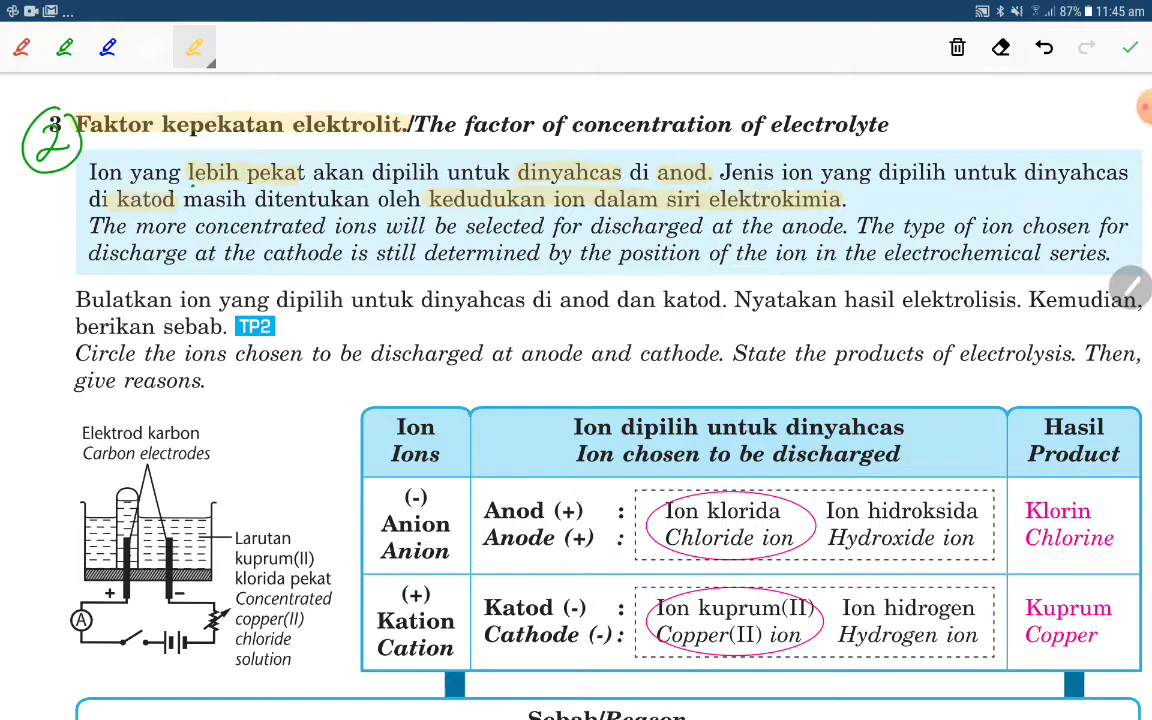 ... 87% 11:45 am
3 Faktor kepekatan elektrolit./The factor of concentration of electrolyte
2
Ion yang lebih pekat akan dipilih untuk dinyahcas di anod. Jenis ion yang dipilih untuk dinyahcas
di katod masih ditentukan oleh kedudukan ion dalam siri elektrokimia.
The more concentrated ions will be selected for discharged at the anode. The type of ion chosen for
discharge at the cathode is still determined by the position of the ion in the electrochemical series.
Bulatkan ion yang dipilih untuk dinyahcas di anod dan katod. Nyatakan hasil elektrolisis. Kemudian,
berikan sebab. TP2
Circle the ions chosen to be discharged at anode and cathode. State the products of electrolysis. Then,
give reasons.
Elektrod karbon
Carbon electrodes
Larutan
kuprum(II)
klorida pekat
Concentrated
copper(II)
chloride
solution
+ –
A
Ion Ion dipilih untuk dinyahcas Hasil
Ions Ion chosen to be discharged Product
(-)
Anion
Anion
Anod (+) : Ion klorida Ion hidroksida
Anode (+) : Chloride ion Hydroxide ion
Klorin
Chlorine
(+)
Kation
Cation
Katod (-) : Ion kuprum(II) Ion hidrogen
Cathode (-) : Copper(II) ion Hydrogen ion
Kuprum
Copper
Sebab/Reason